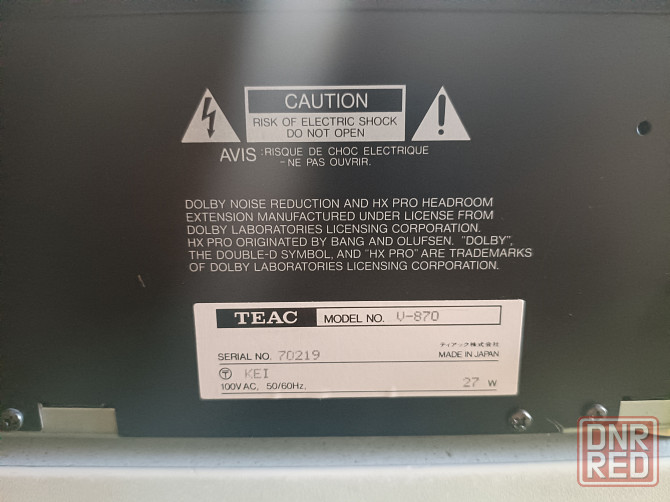 CAUTION
RISK OF ELECTRIC SHOCK
DO NOT OPEN
AVIS : RISQUE DE CHOC ELECTRIQUE
- NE PAS OUVRIR.
DOLBY NOISE REDUCTION AND HX PRO HEADROOM
EXTENSION MANUFACTURED UNDER LICENSE FROM
DOLBY LABORATORIES LICENSING CORPORATION.
HX PRO ORIGINATED BY BANG AND OLUFSEN. "DOLBY",
THE DOUBLE-D SYMBOL, AND "HX PRO" ARE TRADEMARKS
OF DOLBY LABORATORIES LICENSING CORPORATION.
TEAC MODEL NO. V-870
ティアック株式会社
SERIAL NO. 70219 MADE IN JAPAN
Ⓣ KEI
100V AC, 50/60Hz, 27 W
DNR
RED